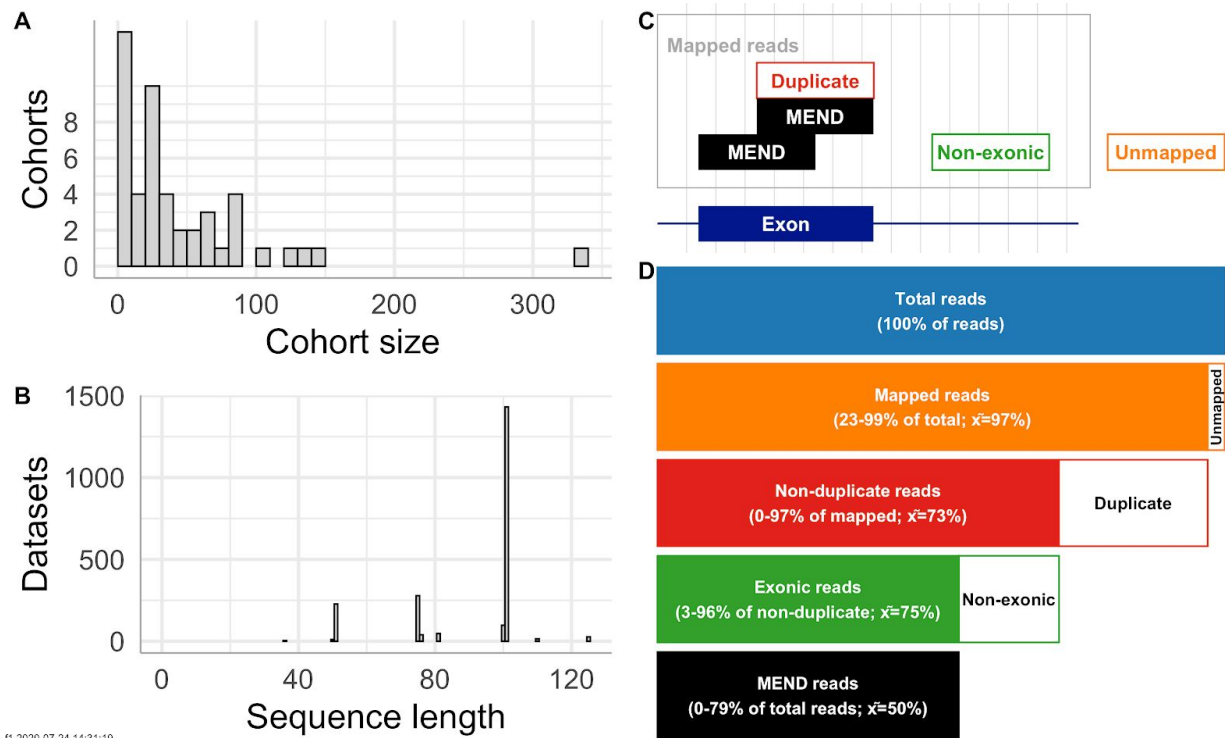 A
Cohorts
8
6
4
2
0
0
100
200
300
Cohort size
B
Datasets
1500
1000
500
0
0
40
80
120
Sequence length
C
Mapped reads
Duplicate
MEND
MEND
Non-exonic
Unmapped
Exon
D
Total reads
(100% of reads)
Mapped reads
(23-99% of total; x̃=97%)
Unmapped
Non-duplicate reads
(0-97% of mapped; x̃=73%)
Duplicate
Exonic reads
(3-96% of non-duplicate; x̃=75%)
Non-exonic
MEND reads
(0-79% of total reads; x̃=50%)